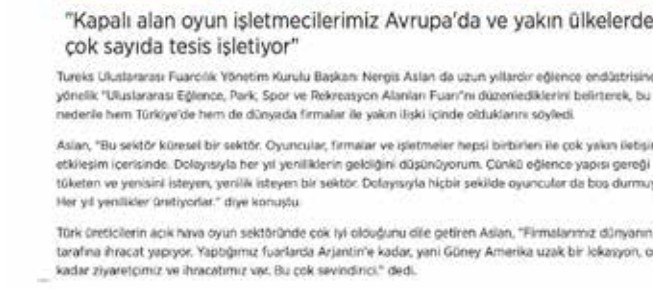 "Kapalı alan oyun işletmecilerimiz Avrupa'da ve yakın ülkelerde
çok sayıda tesis işletiyor"
Tureks Uluslararası Fuarcılık Yönetim Kurulu Başkanı Nergis Aslan da uzun yıllardır eğlence endüstrisine
yönelik "Uluslararası Eğlence, Park, Spor ve Rekreasyon Alanları Fuarı"nı düzenlediklerini belirterek, bu
nedenle hem Türkiye'de hem de dünyada firmalar ile yakın ilişki içinde olduklarını söyledi.
Aslan, "Bu sektör küresel bir sektör. Oyuncular, firmalar ve işletmeler hepsi birbirleri ile çok yakın
etkileşim içerisinde. Dolayısıyla her yıl yeniliklerin geldiğini düşünüyorum. Çünkü eğlence yapısı gereği
tüketen ve yenisini isteyen, yenilik isteyen bir sektör. Dolayısıyla hiçbir şekilde oyuncular da boş
Her yıl yenilikler üretiyorlar." diye konuştu.
Türk üreticilerin açık hava oyun sektöründe çok iyi olduğunu dile getiren Aslan, "Firmalarımız dünyanın
tarafına ihracat yapıyor. Yaptığımız fuarlarda Arjantin'e kadar, yani Güney Amerika uzak bir lokasyon,
kadar ziyaretçimiz ve ihracatımız var. Bu çok sevindirici." dedi.